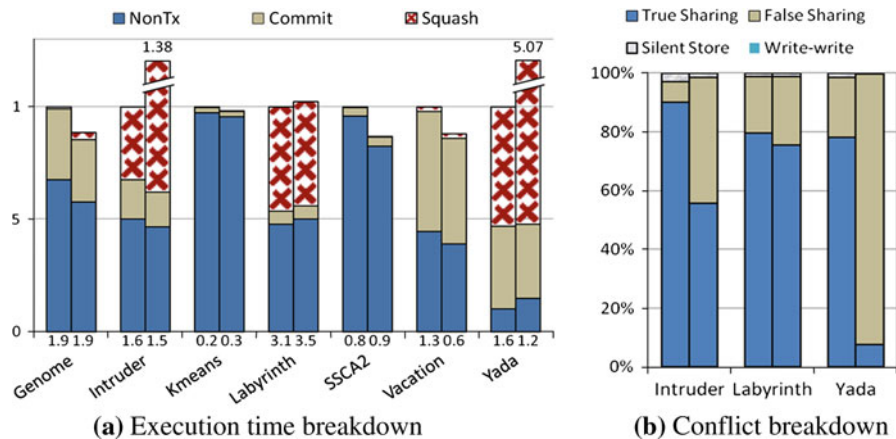 NonTx Commit Squash
1.38 5.07
1
5
0
1.9 1.9 1.6 1.5 0.2 0.3 3.1 3.5 0.8 0.9 1.3 0.6 1.6 1.2
Genome Intruder Kmeans Labyrinth SSCA2 Vacation Yada
(a) Execution time breakdown
True Sharing False Sharing
Silent Store Write-write
100%
80%
60%
40%
20%
0%
Intruder Labyrinth Yada
(b) Conflict breakdown